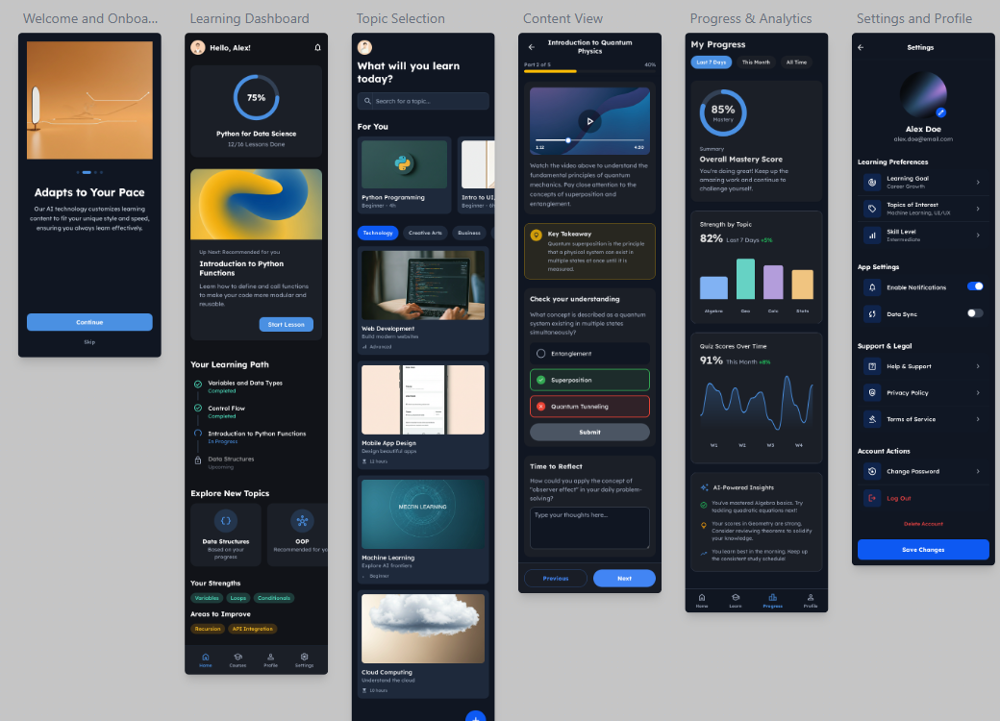 Welcome and Onboa...
Adapts to Your Pace
Our AI technology customizes learning
content to fit your unique style and speed,
ensuring you always learn effectively.
Continue
Skip
Learning Dashboard
Hello, Alex!
75%
Python for Data Science
12/16 Lessons Done
Up Next: Recommended for you
Introduction to Python
Functions
Learn how to define and call functions
to make your code more modular and
reusable.
Start Lesson
Your Learning Path
Variables and Data Types
Completed
Control Flow
Completed
Introduction to Python Functions
In Progress
Data Structures
Upcoming
Explore New Topics
{}
Data Structures
Based on your
progress
OOP
Recommended for yo
Your Strengths
Variables
Loops
Conditionals
Areas to Improve
Recursion
API Integration
Home
Courses
Profile
Settings
Topic Selection
What will you learn
today?
Search for a topic...
For You
Python Programming
Beginner · 4h
Intro to UI,
Beginner · 6
Technology
Creative Arts
Business
Web Development
Build modern websites
Advanced
Mobile App Design
Design beautiful apps
12 hours
Machine Learning
Explore AI frontiers
Beginner
Cloud Computing
Understand the cloud
10 hours
+
Content View
Introduction to Quantum
Physics
Part 2 of 5
40%
1:12
4:30
Watch the video above to understand the
fundamental principles of quantum
mechanics. Pay close attention to the
concepts of superposition and
entanglement.
Key Takeaway
Quantum superposition is the principle
that a physical system can exist in
multiple states at once until it is
measured.
Check your understanding
What concept is described as a quantum
system existing in multiple states
simultaneously?
Entanglement
Superposition
Quantum Tunneling
Submit
Time to Reflect
How could you apply the concept of
"observer effect" in your daily problem-
solving?
Type your thoughts here...
Previous
Next
Progress & Analytics
My Progress
Last 7 Days
This Month
All Time
85%
Mastery
Summary
Overall Mastery Score
You're doing great! Keep up the
amazing work and continue to
challenge yourself.
Strength by Topic
82% Last 7 Days +5%
Algebra
Geo
Calc
Stats
Quiz Scores Over Time
91% This Month +8%
W1
W2
W3
W4
AI-Powered Insights
You've mastered Algebra basics. Try
tackling quadratic equations next!
Your scores in Geometry are strong.
Consider reviewing theorems to solidify
your knowledge.
You learn best in the morning. Keep up
the consistent study schedule!
Home
Learn
Progress
Profile
Settings and Profile
Settings
Alex Doe
alex.doe@email.com
Learning Preferences
Learning Goal
Career Growth
Topics of Interest
Machine Learning, UI/UX
Skill Level
Intermediate
App Settings
Enable Notifications
Data Sync
Support & Legal
Help & Support
Privacy Policy
Terms of Service
Account Actions
Change Password
Log Out
Delete Account
Save Changes